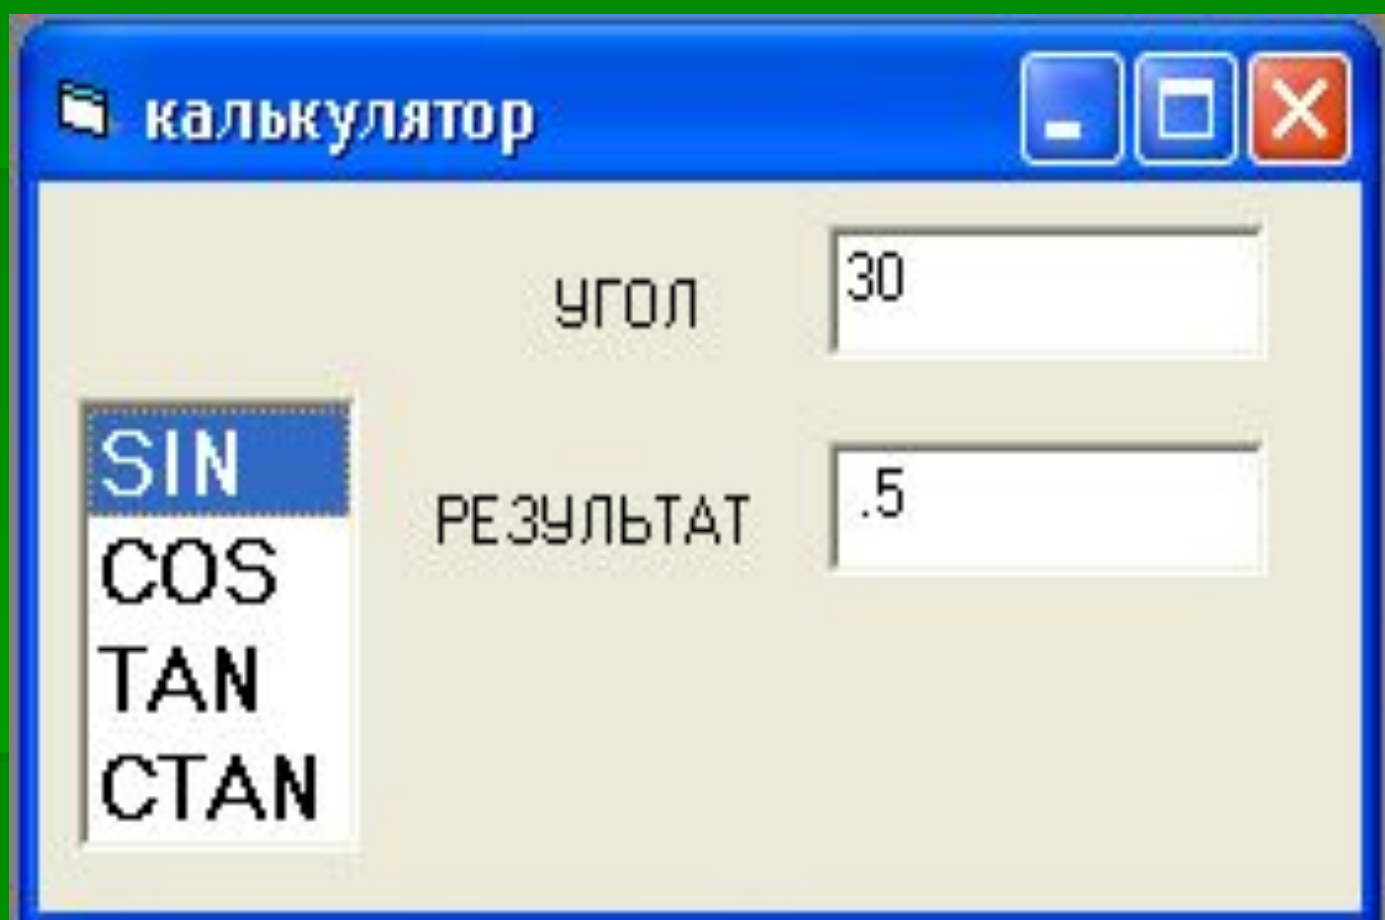 калькулятор
УГОЛ
30
SIN
COS
TAN
CTAN
РЕЗУЛЬТАТ
.5